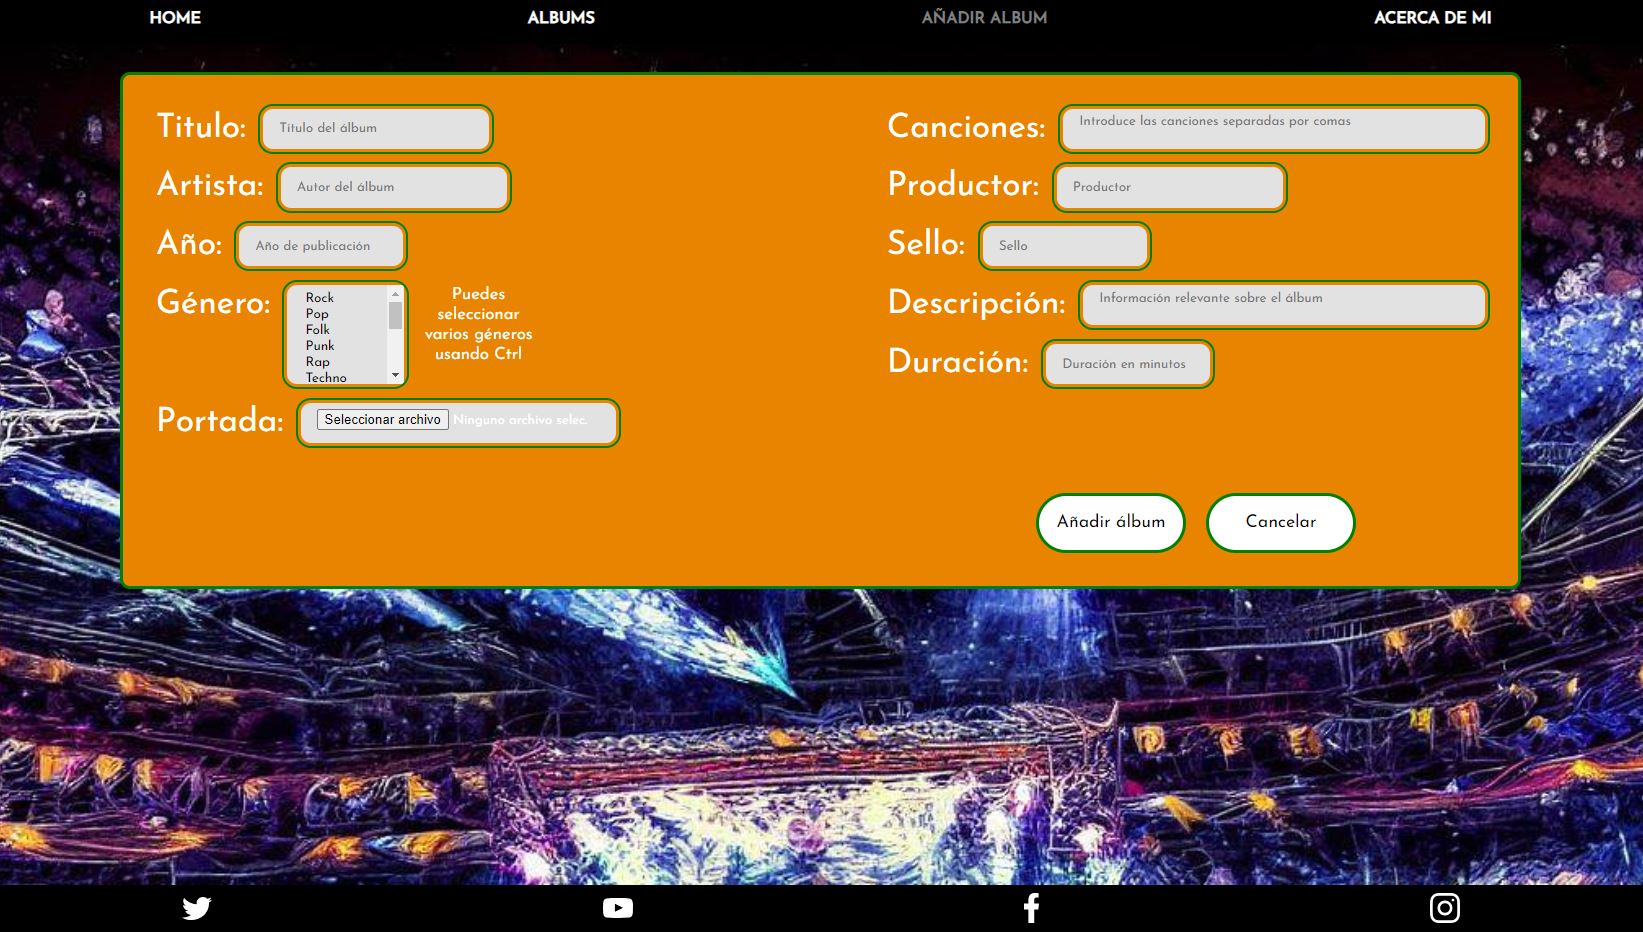 HOME
ALBUMS
AÑADIR ALBUM
ACERCA DE MI
Titulo:
Título del álbum
Artista:
Autor del álbum
Año:
Año de publicación
Género:
Rock
Pop
Folk
Punk
Rap
Techno
Puedes
seleccionar
varios géneros
usando Ctrl
Portada:
Seleccionar archivo Ninguno archivo selec.
Canciones:
Introduce las canciones separadas por comas
Productor:
Productor
Sello:
Sello
Descripción:
Información relevante sobre el álbum
Duración:
Duración en minutos
Añadir álbum
Cancelar